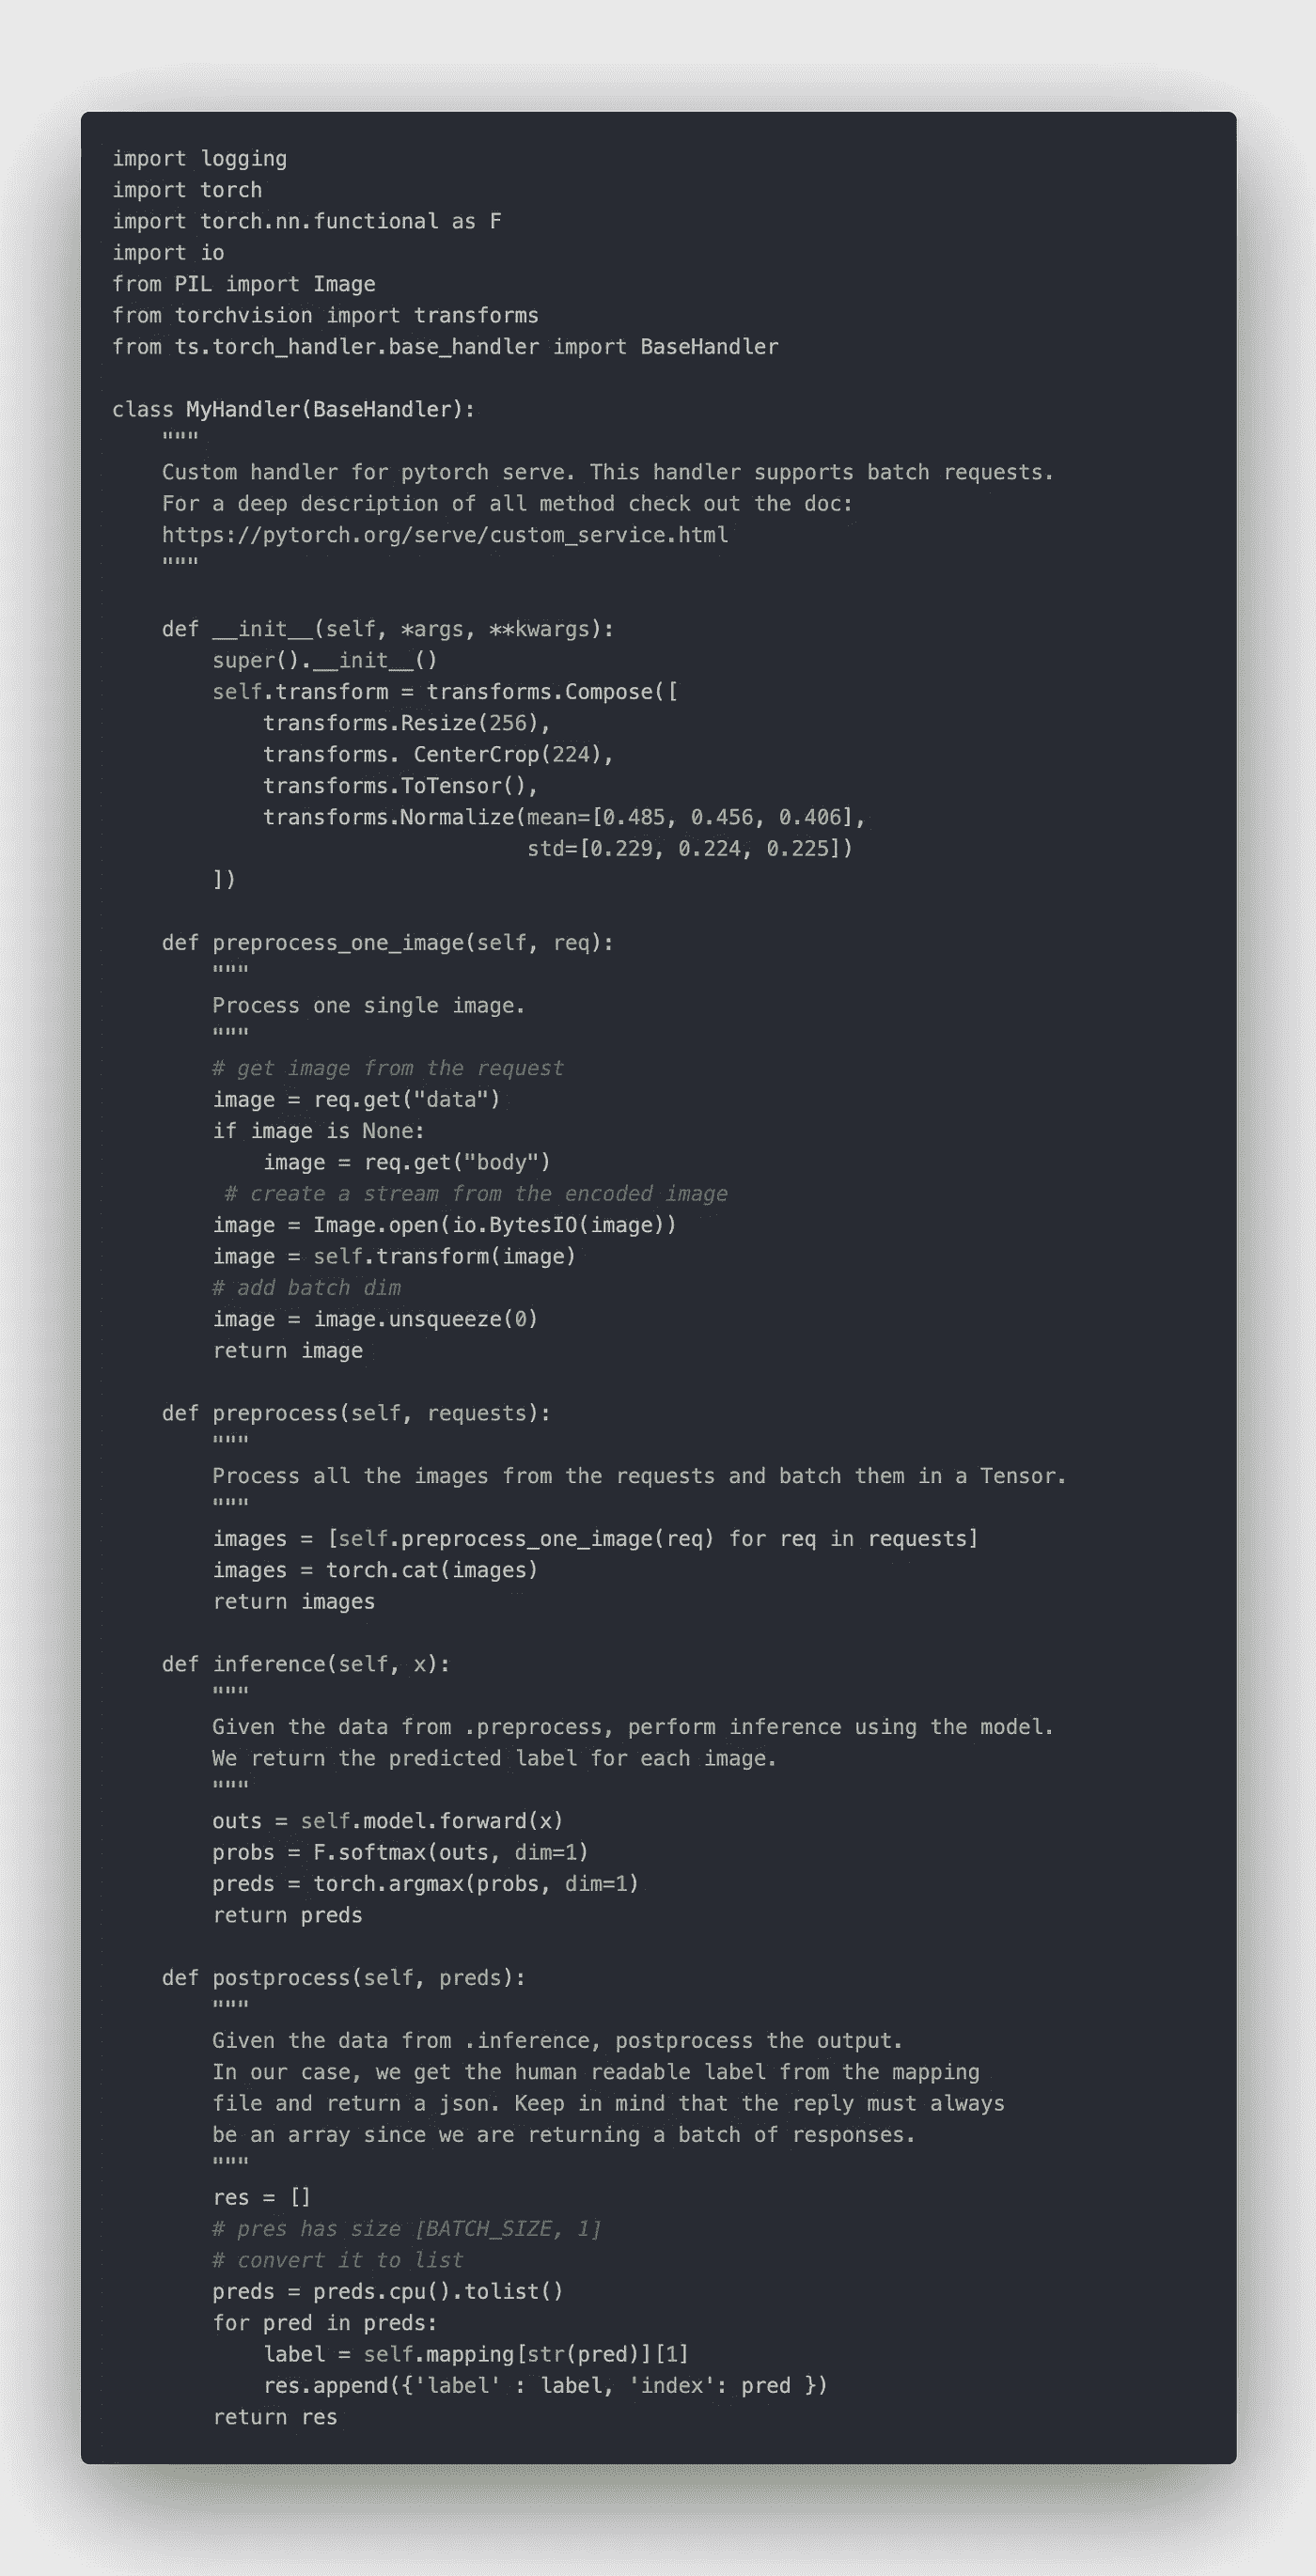 import logging
import torch
import torch.nn.functional as F
import io
from PIL import Image
from torchvision import transforms
from ts.torch_handler.base_handler import BaseHandler

class MyHandler(BaseHandler):
    """
    Custom handler for pytorch serve. This handler supports batch requests.
    For a deep description of all method check out the doc:
    https://pytorch.org/serve/custom_service.html
    """

    def __init__(self, *args, **kwargs):
        super().__init__()
        self.transform = transforms.Compose([
            transforms.Resize(256),
            transforms. CenterCrop(224),
            transforms.ToTensor(),
            transforms.Normalize(mean=[0.485, 0.456, 0.406],
                                 std=[0.229, 0.224, 0.225])
        ])

    def preprocess_one_image(self, req):
        """
        Process one single image.
        """
        # get image from the request
        image = req.get("data")
        if image is None:
            image = req.get("body")
         # create a stream from the encoded image
        image = Image.open(io.BytesIO(image))
        image = self.transform(image)
        # add batch dim
        image = image.unsqueeze(0)
        return image

    def preprocess(self, requests):
        """
        Process all the images from the requests and batch them in a Tensor.
        """
        images = [self.preprocess_one_image(req) for req in requests]
        images = torch.cat(images)
        return images

    def inference(self, x):
        """
        Given the data from .preprocess, perform inference using the model.
        We return the predicted label for each image.
        """
        outs = self.model.forward(x)
        probs = F.softmax(outs, dim=1)
        preds = torch.argmax(probs, dim=1)
        return preds

    def postprocess(self, preds):
        """
        Given the data from .inference, postprocess the output.
        In our case, we get the human readable label from the mapping
        file and return a json. Keep in mind that the reply must always
        be an array since we are returning a batch of responses.
        """
        res = []
        # pres has size [BATCH_SIZE, 1]
        # convert it to list
        preds = preds.cpu().tolist()
        for pred in preds:
            label = self.mapping[str(pred)][1]
            res.append({'label' : label, 'index': pred })
        return res